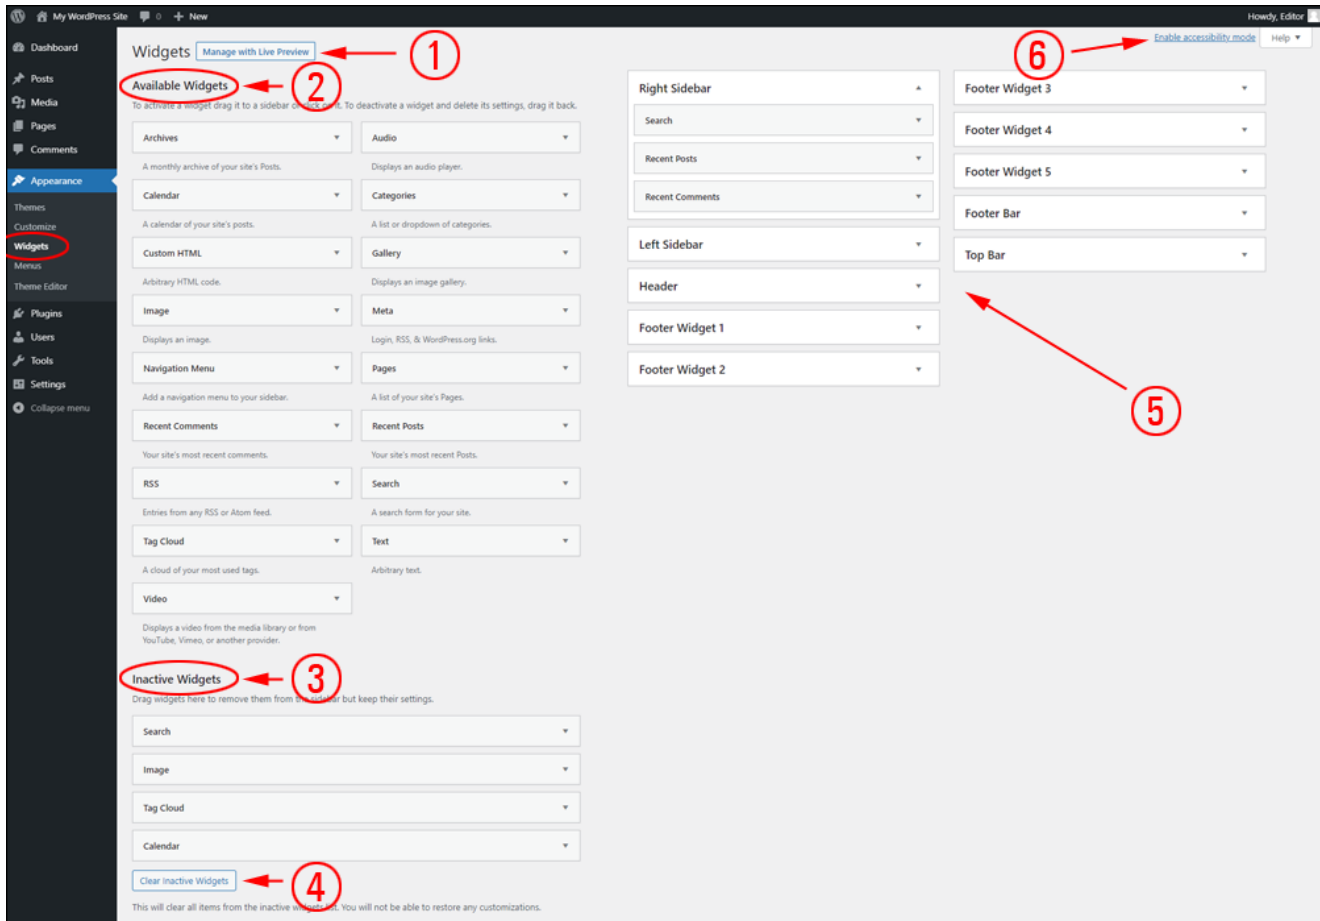 My WordPress Site 0 + New Howdy, Editor
Dashboard
Posts
Media
Pages
Comments
Appearance
Themes
Customize
Widgets
Menus
Theme Editor
Plugins
Users
Tools
Settings
Collapse menu
Enable accessibility mode Help
6
Widgets Manage with Live Preview
1
Available Widgets
2
To activate a widget drag it to a sidebar or click on it. To deactivate a widget and delete its settings, drag it back.
Archives Audio
A monthly archive of your site's Posts. Displays an audio player.
Calendar Categories
A calendar of your site's posts. A list or dropdown of categories.
Custom HTML Gallery
Arbitrary HTML code. Displays an image gallery.
Image Meta
Displays an image. Login, RSS, & WordPress.org links.
Navigation Menu Pages
Add a navigation menu to your sidebar. A list of your site's Pages.
Recent Comments Recent Posts
Your site's most recent comments. Your site's most recent Posts.
RSS Search
Entries from any RSS or Atom feed. A search form for your site.
Tag Cloud Text
A cloud of your most used tags. Arbitrary text.
Video
Displays a video from the media library or from
YouTube, Vimeo, or another provider.
Inactive Widgets
3
Drag widgets here to remove them from the sidebar but keep their settings.
Search
Image
Tag Cloud
Calendar
Clear Inactive Widgets
4
This will clear all items from the inactive widgets list. You will not be able to restore any customizations.
Right Sidebar
Search
Recent Posts
Recent Comments
Left Sidebar
Header
Footer Widget 1
Footer Widget 2
Footer Widget 3
Footer Widget 4
Footer Widget 5
Footer Bar
Top Bar
5